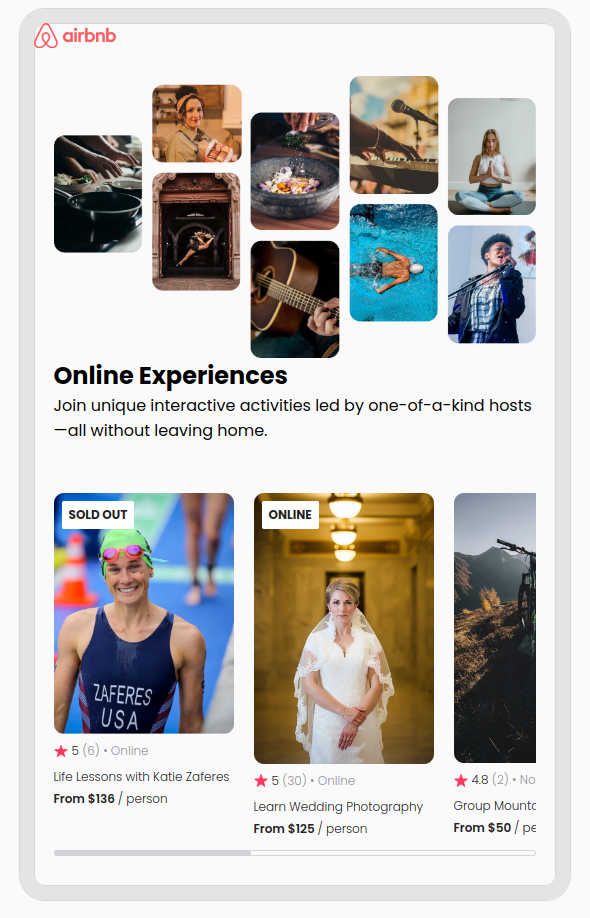 airbnb
Online Experiences
Join unique interactive activities led by one-of-a-kind hosts
—all without leaving home.
SOLD OUT
ZAFERES
USA
5 (6) • Online
Life Lessons with Katie Zaferes
From $136 / person
ONLINE
5 (30) • Online
Learn Wedding Photography
From $125 / person
4.8 (2) • No
Group Mounta
From $50 / pe